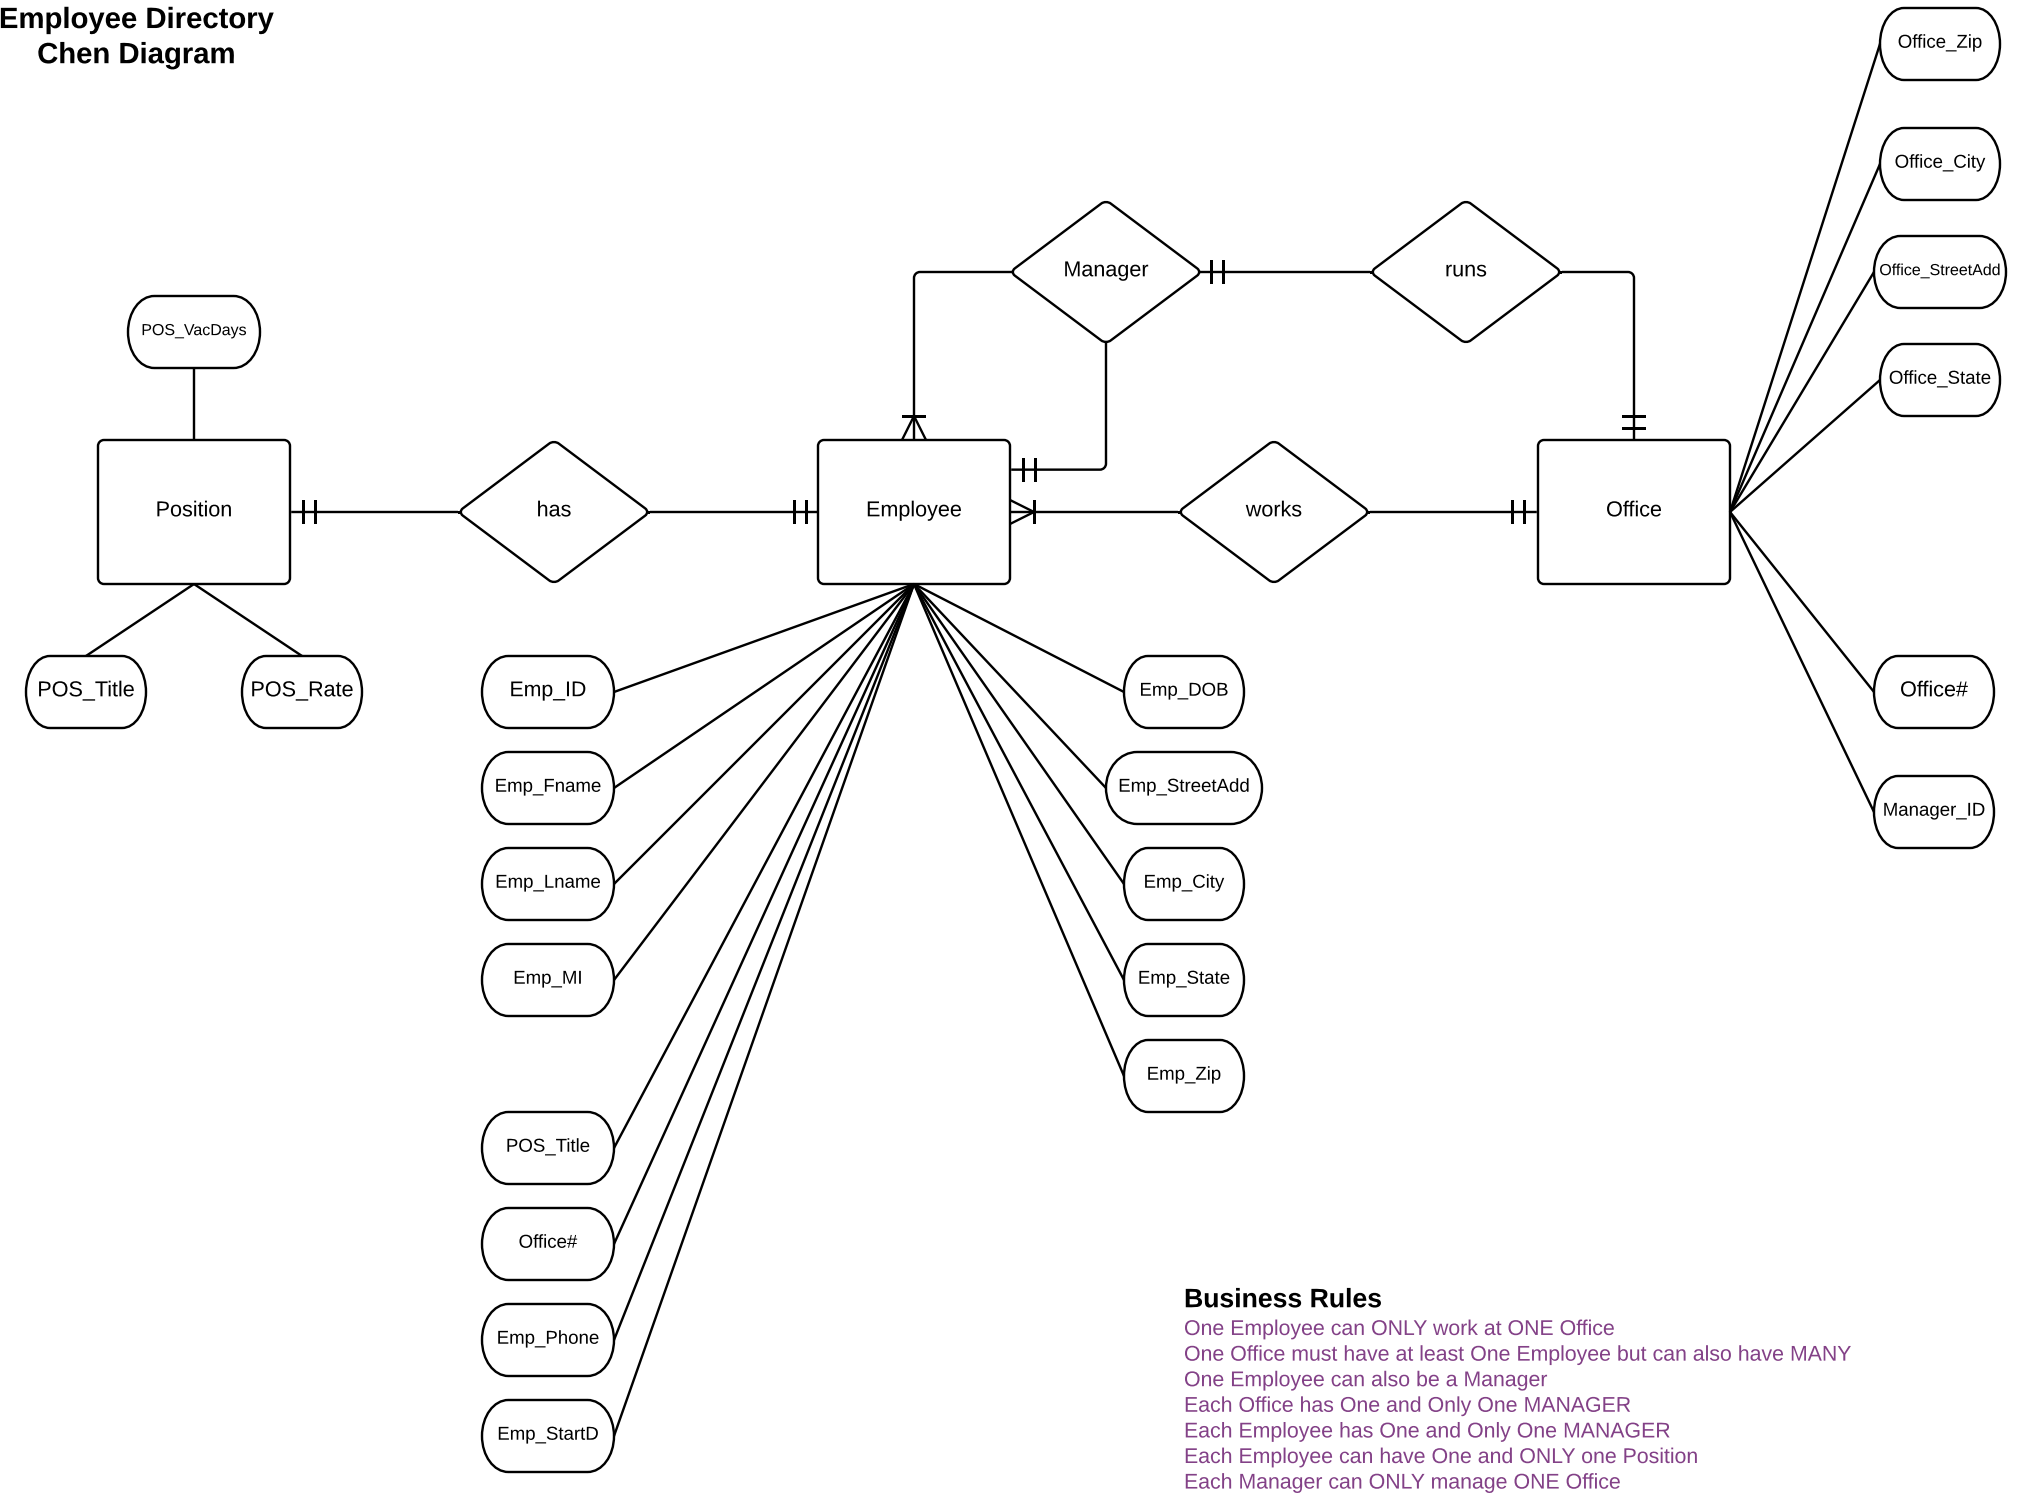 Employee Directory
Chen Diagram
Office_Zip
Office_City
Office_StreetAdd
Office_State
Manager
runs
POS_VacDays
Position
has
Employee
works
Office
POS_Title
POS_Rate
Emp_ID
Emp_DOB
Office#
Emp_Fname
Emp_StreetAdd
Manager_ID
Emp_Lname
Emp_City
Emp_MI
Emp_State
Emp_Zip
POS_Title
Office#
Emp_Phone
Emp_StartD
Business Rules
One Employee can ONLY work at ONE Office
One Office must have at least One Employee but can also have MANY
One Employee can also be a Manager
Each Office has One and Only One MANAGER
Each Employee has One and Only One MANAGER
Each Employee can have One and ONLY one Position
Each Manager can ONLY manage ONE Office